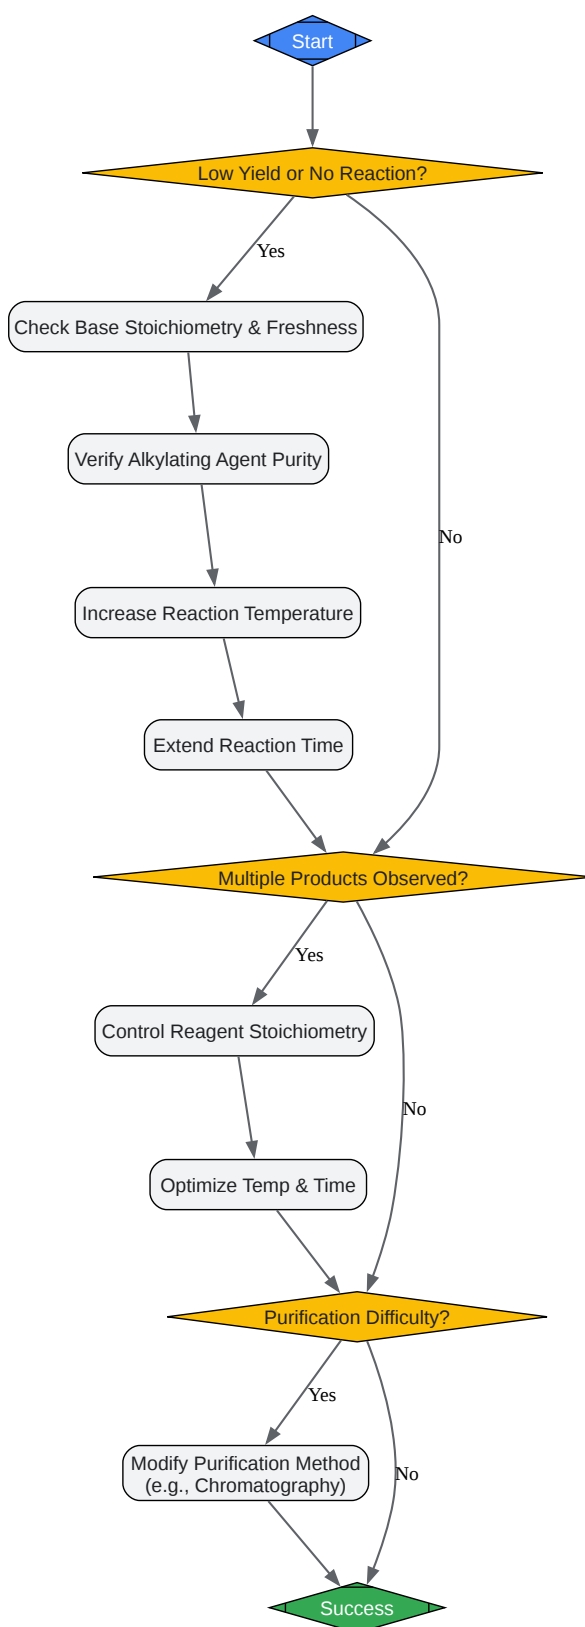 Start
Low Yield or No Reaction?
Yes
Check Base Stoichiometry & Freshness
Verify Alkylating Agent Purity
No
Increase Reaction Temperature
Extend Reaction Time
Multiple Products Observed?
Yes
Control Reagent Stoichiometry
No
Optimize Temp & Time
Purification Difficulty?
Yes
Modify Purification Method
(e.g., Chromatography)
No
Success